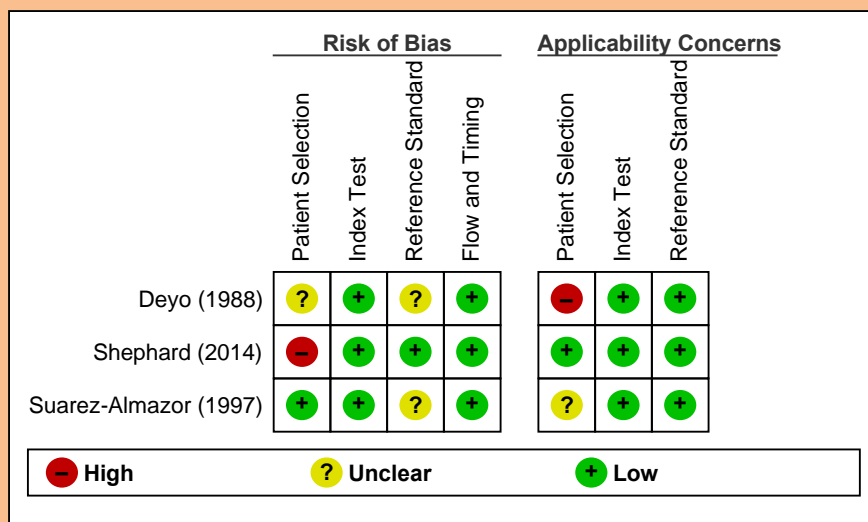 Risk of Bias Applicability Concerns
Patient Selection
Index Test
Reference Standard
Flow and Timing
Patient Selection
Index Test
Reference Standard
Deyo (1988) ? + ? + – + +
Shephard (2014) – + + + + + +
Suarez-Almazor (1997) + + ? + ? + +
– High ? Unclear + Low